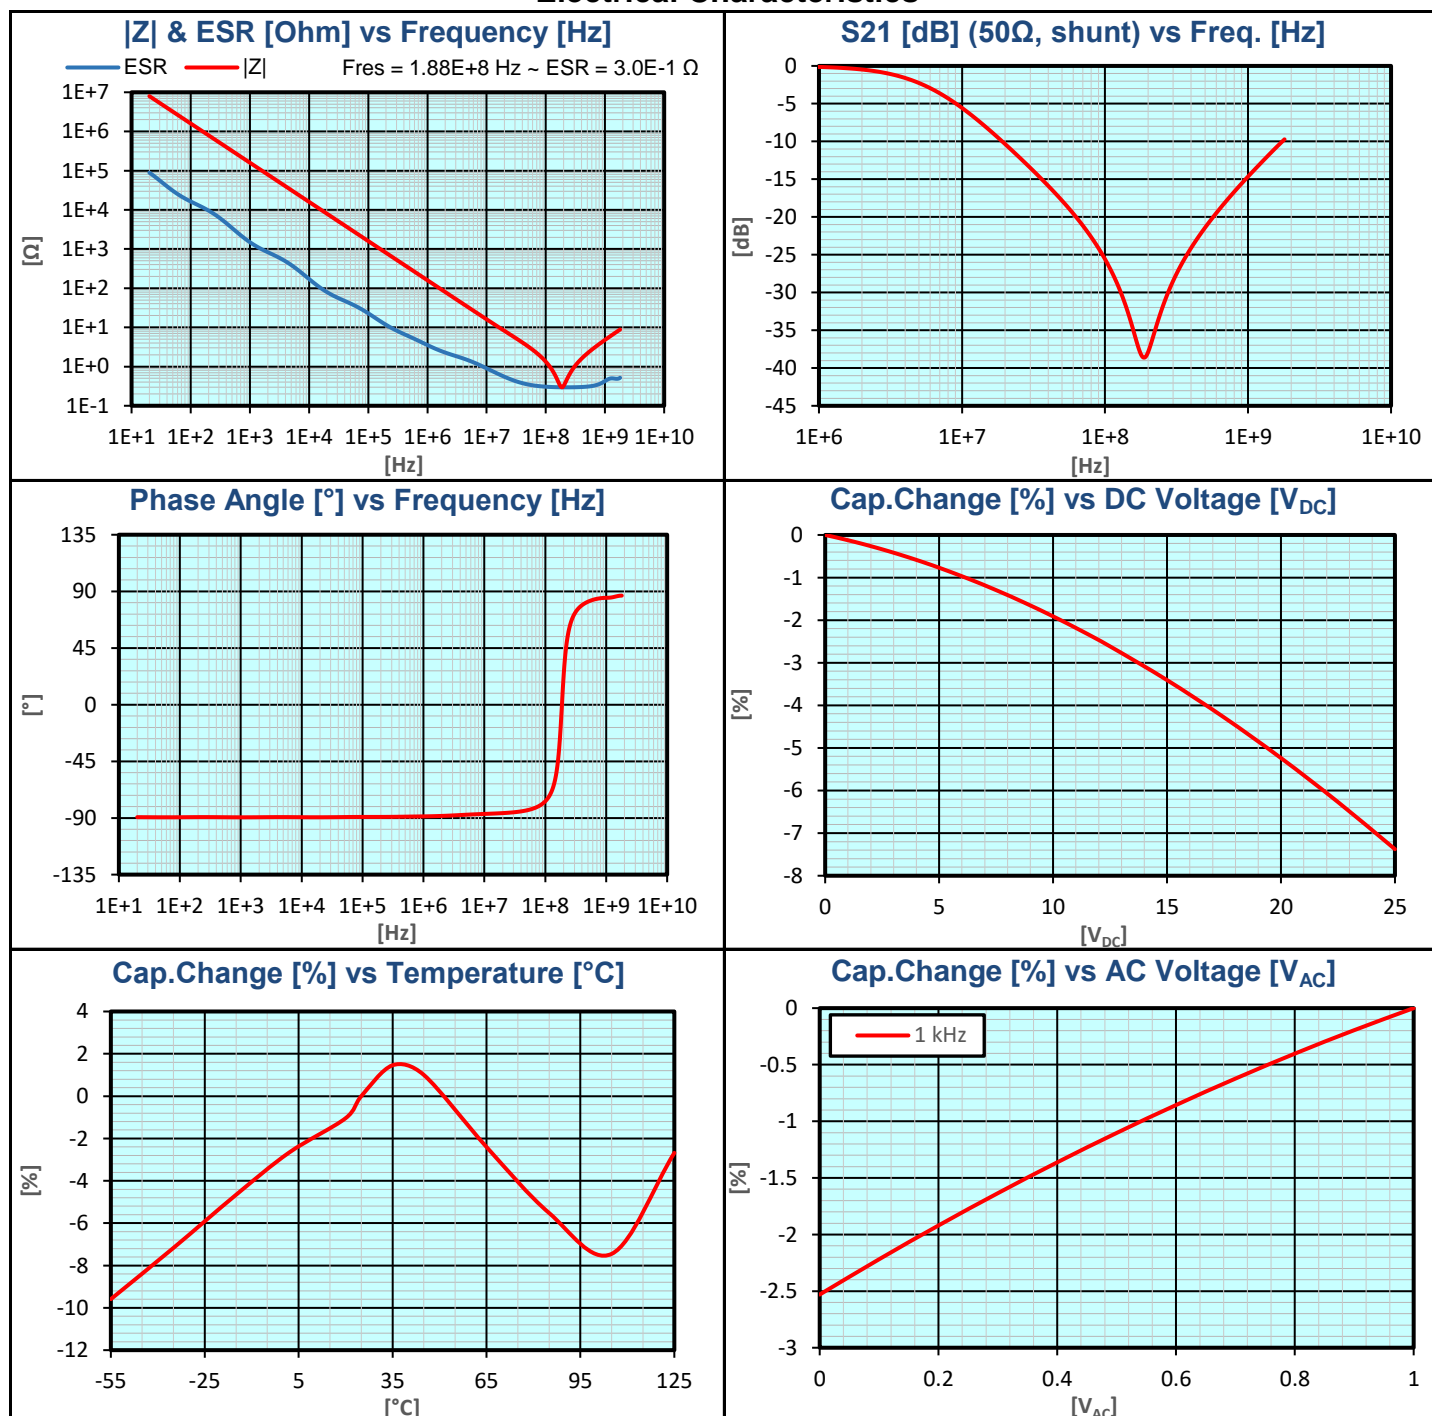 Electrical Characteristics
|Z| & ESR [Ohm] vs Frequency [Hz]
ESR |Z| Fres = 1.88E+8 Hz ~ ESR = 3.0E-1 Ω
1E+7
1E+6
1E+5
1E+4
1E+3
1E+2
1E+1
1E+0
1E-1
[Ω]
1E+1 1E+2 1E+3 1E+4 1E+5 1E+6 1E+7 1E+8 1E+9 1E+10
[Hz]
S21 [dB] (50Ω, shunt) vs Freq. [Hz]
0
-5
-10
-15
-20
-25
-30
-35
-40
-45
[dB]
1E+6 1E+7 1E+8 1E+9 1E+10
[Hz]
Phase Angle [°] vs Frequency [Hz]
135
90
45
0
-45
-90
-135
[°]
1E+1 1E+2 1E+3 1E+4 1E+5 1E+6 1E+7 1E+8 1E+9 1E+10
[Hz]
Cap.Change [%] vs DC Voltage [VDC]
0
-1
-2
-3
-4
-5
-6
-7
-8
[%]
0 5 10 15 20 25
[VDC]
Cap.Change [%] vs Temperature [°C]
4
2
0
-2
-4
-6
-8
-10
-12
[%]
-55 -25 5 35 65 95 125
[°C]
Cap.Change [%] vs AC Voltage [VAC]
1 kHz
0
-0.5
-1
-1.5
-2
-2.5
-3
[%]
0 0.2 0.4 0.6 0.8 1
[VAC]